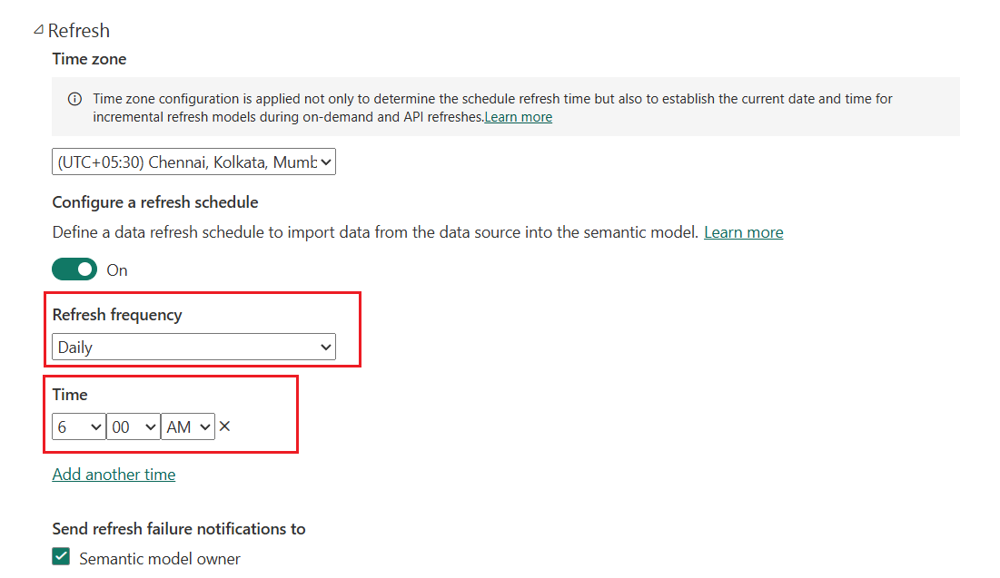 Refresh
Time zone
Time zone configuration is applied not only to determine the schedule refresh time but also to establish the current date and time for
incremental refresh models during on-demand and API refreshes.Learn more
(UTC+05:30) Chennai, Kolkata, Mumb
Configure a refresh schedule
Define a data refresh schedule to import data from the data source into the semantic model. Learn more
On
Refresh frequency
Daily
Time
6 00 AM
Add another time
Send refresh failure notifications to
Semantic model owner